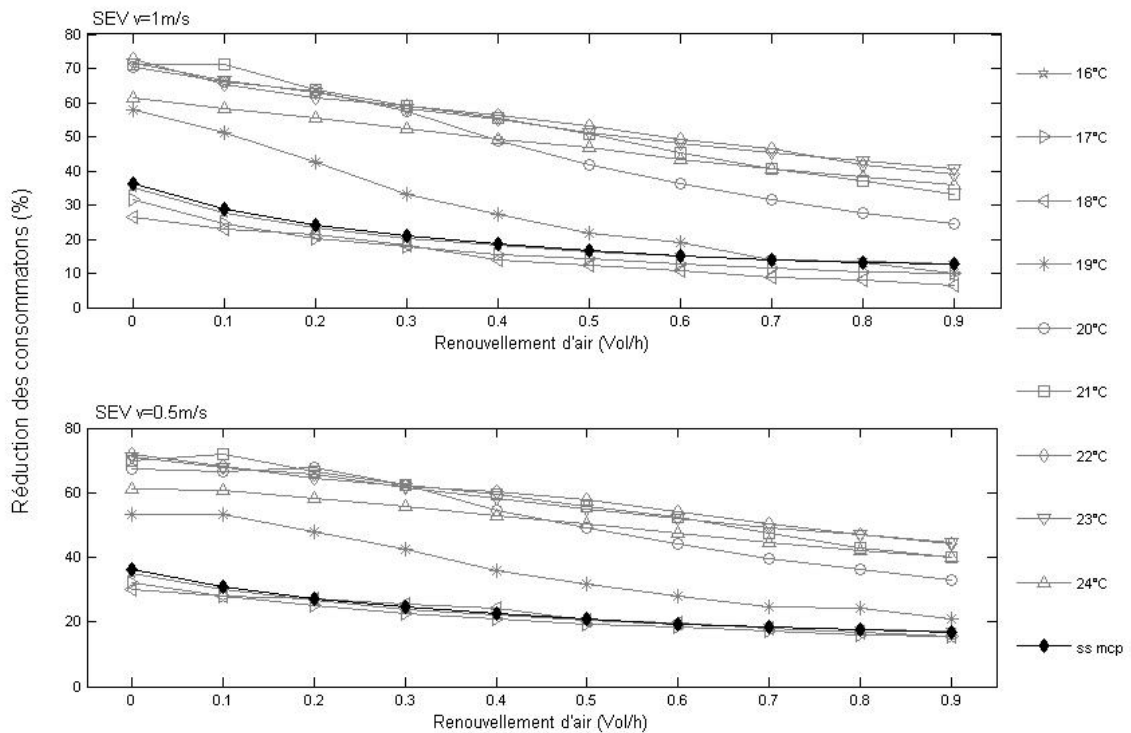 SEV v=1m/s
80
70
60
50
40
30
20
10
0
0 0.1 0.2 0.3 0.4 0.5 0.6 0.7 0.8 0.9
Renouvellement d'air (Vol/h)
Réduction des consommatons (%)
SEV v=0.5m/s
80
60
40
20
0
0 0.1 0.2 0.3 0.4 0.5 0.6 0.7 0.8 0.9
Renouvellement d'air (Vol/h)
16°C
17°C
18°C
19°C
20°C
21°C
22°C
23°C
24°C
ss mcp